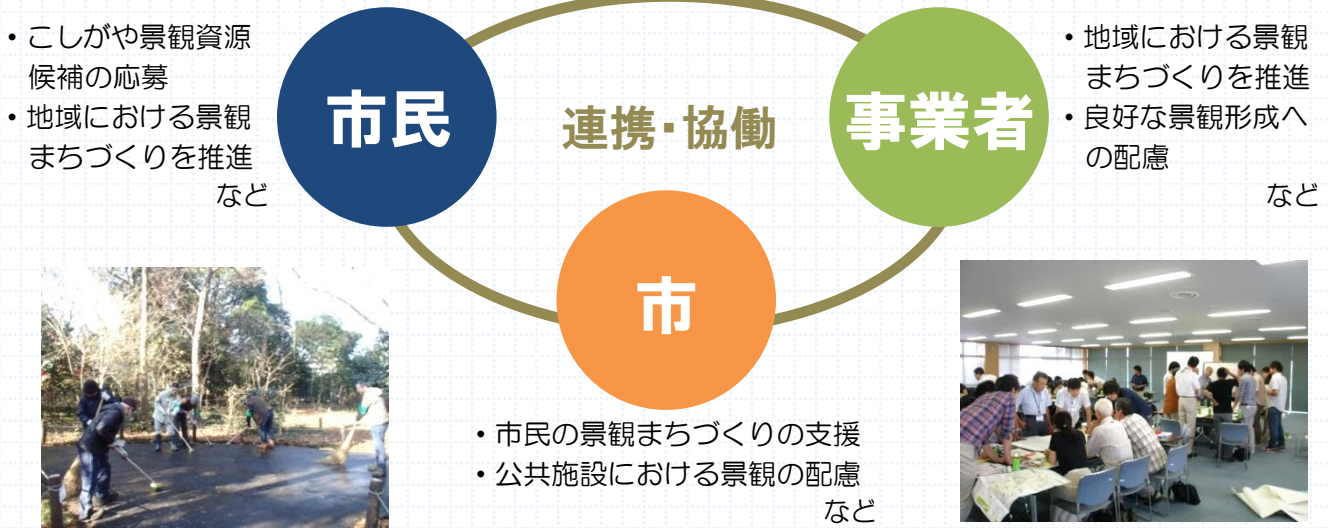 ・こしがや景観資源
候補の応募
・地域における景観
まちづくりを推進
など
市民
連携・協働
事業者
・地域における景観
まちづくりを推進
・良好な景観形成へ
の配慮
など
市
・市民の景観まちづくりの支援
・公共施設における景観の配慮
など